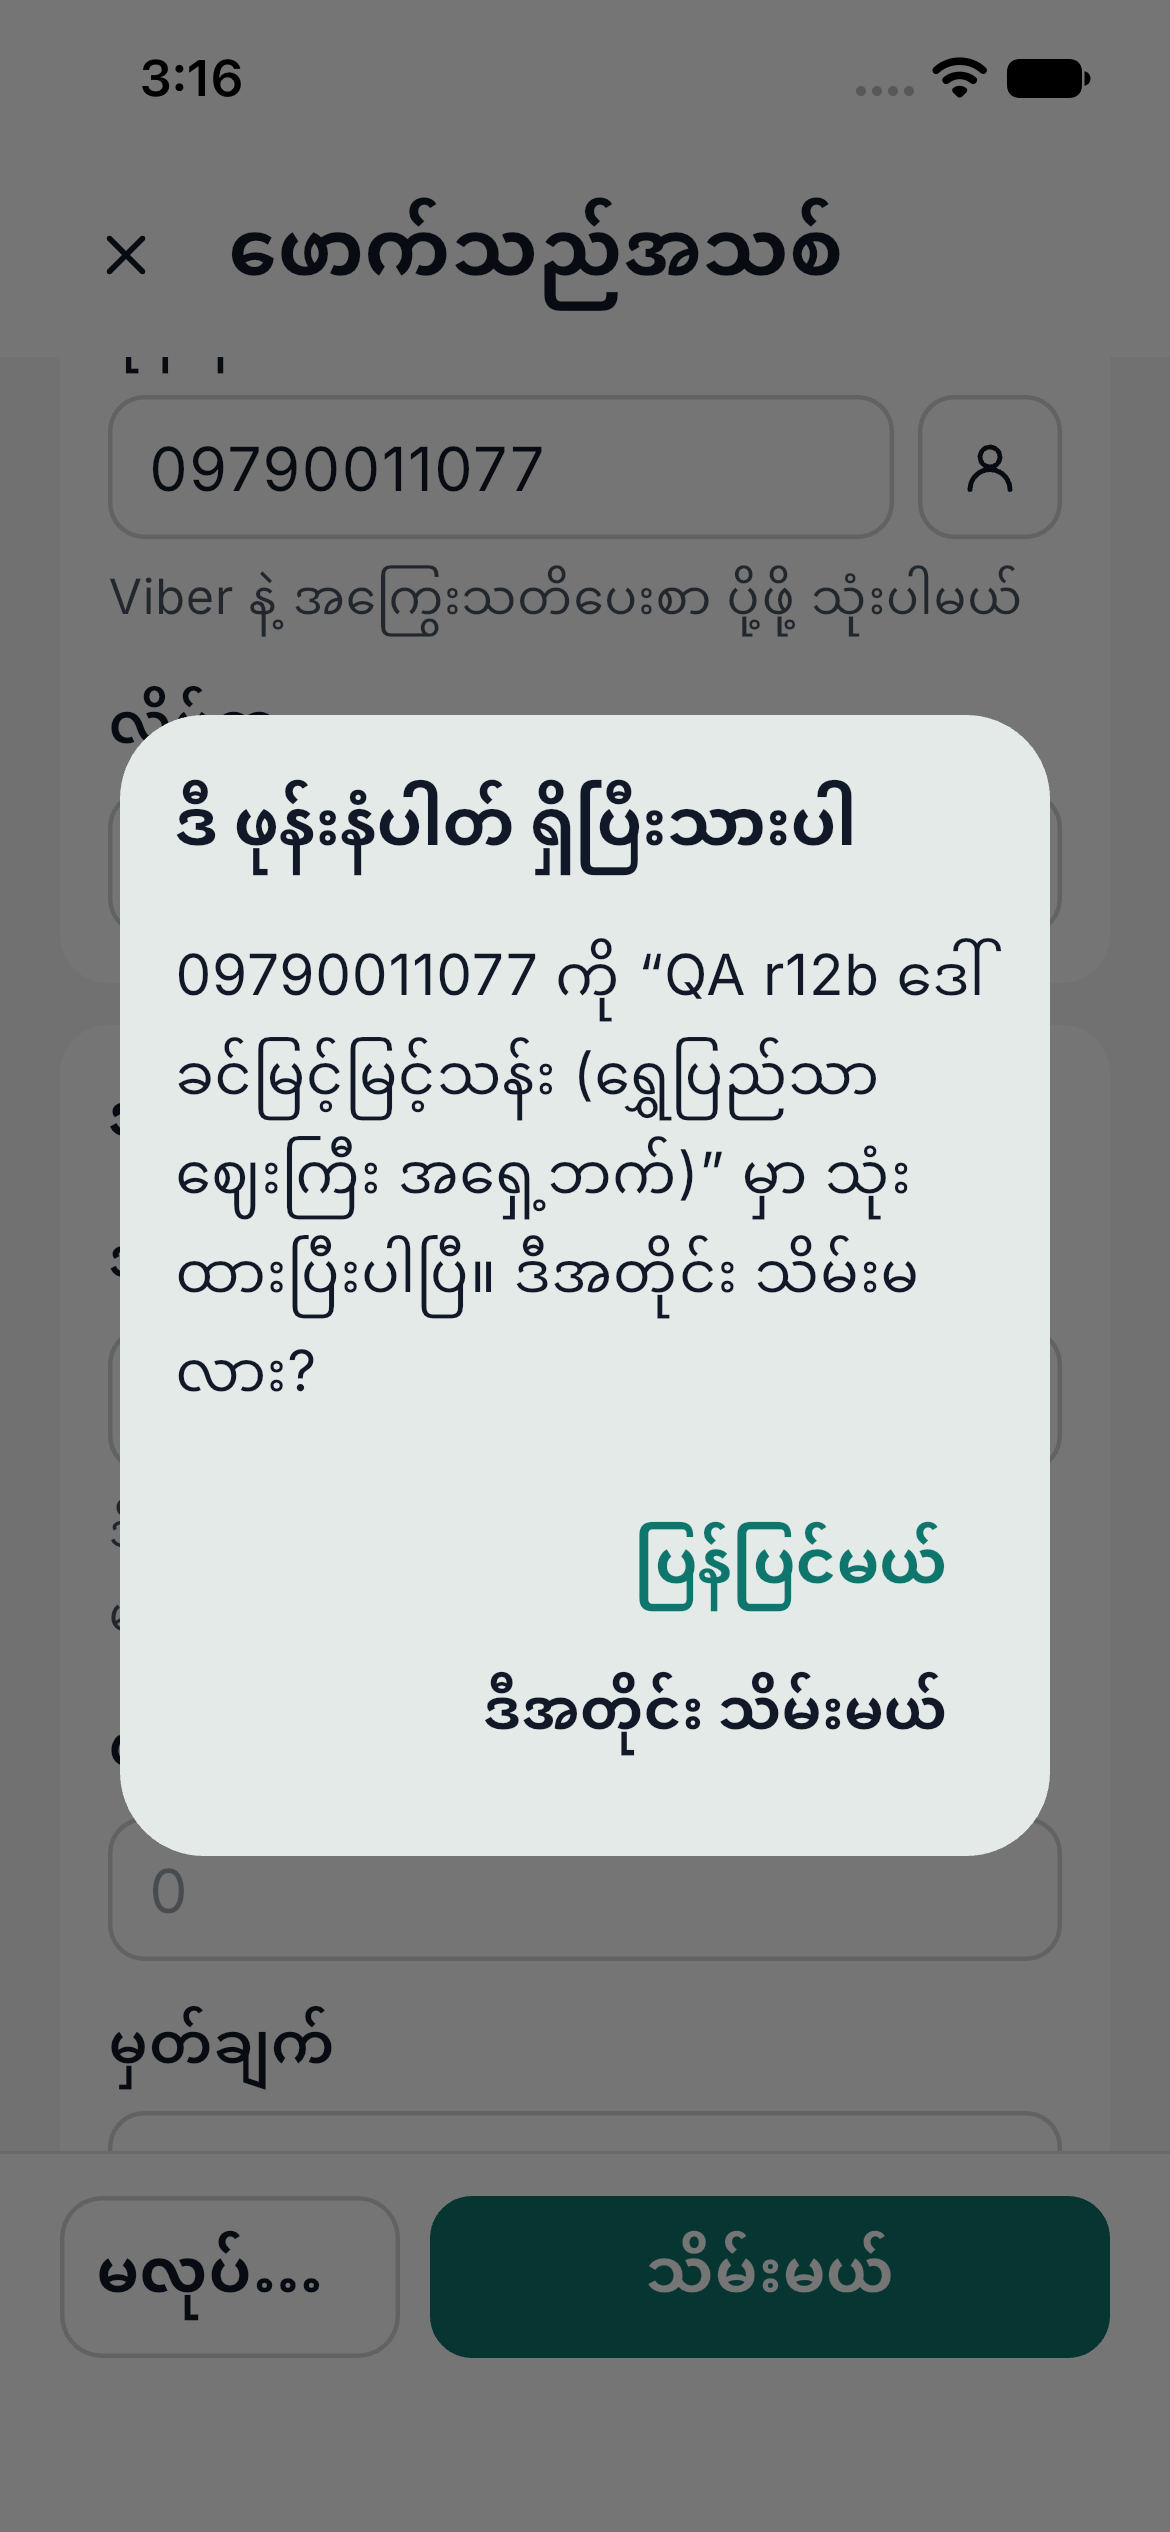 3:16
ဖောက်သည်အသစ်
09790011077
Viber နဲ့ အကြွေးသတိပေးစာ ပို့ဖို့ သုံးပါမယ်
ဒီ ဖုန်းနံပါတ် ရှိပြီးသားပါ
09790011077 ကို “QA r12b ဒေါ်
ခင်မြင့်မြင့်သန်း (ရွှေပြည်သာ
ဈေးကြီး အရှေ့ဘက်)” မှာ သုံး
ထားပြီးပါပြီ။ ဒီအတိုင်း သိမ်းမ
လား?
ပြန်ပြင်မယ်
ဒီအတိုင်း သိမ်းမယ်
0
မှတ်ချက်
မလုပ်...
သိမ်းမယ်